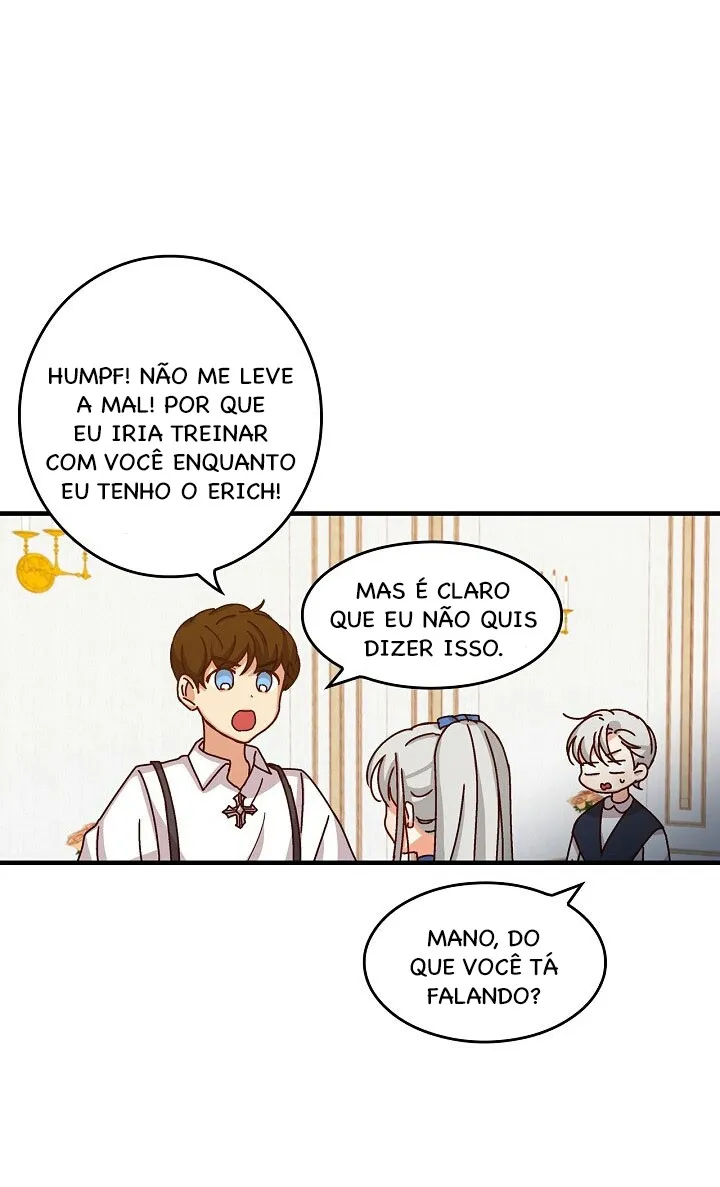 HUMPF! NÃO ME LEVE
A MAL! POR QUE
EU IRIA TREINAR
COM VOCÊ ENQUANTO
EU TENHO O ERICH!
MAS É CLARO
QUE EU NÃO QUIS
DIZER ISSO.
MANO, DO
QUE VOCÊ TÁ
FALANDO?